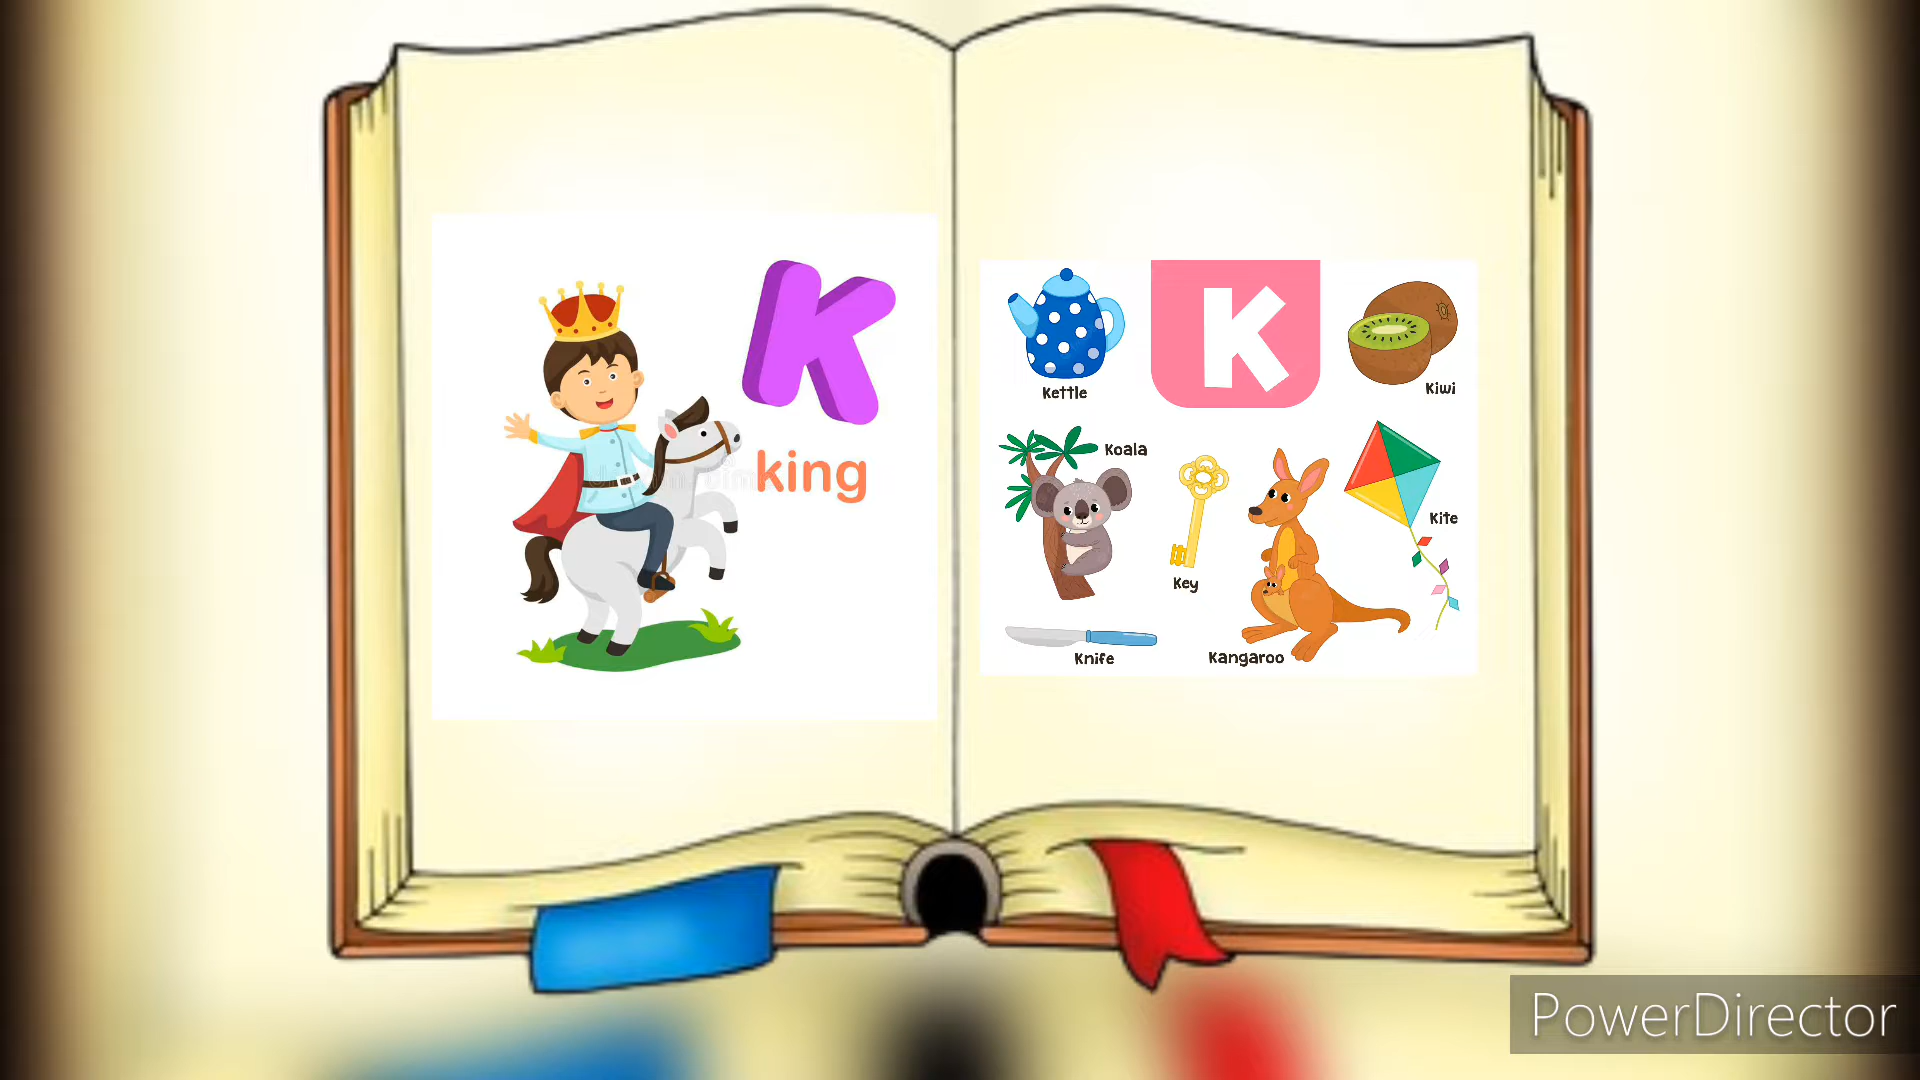 K
king
K
Kettle
Kiwi
Koala
Key
Kite
Knife
Kangaroo
PowerDirector